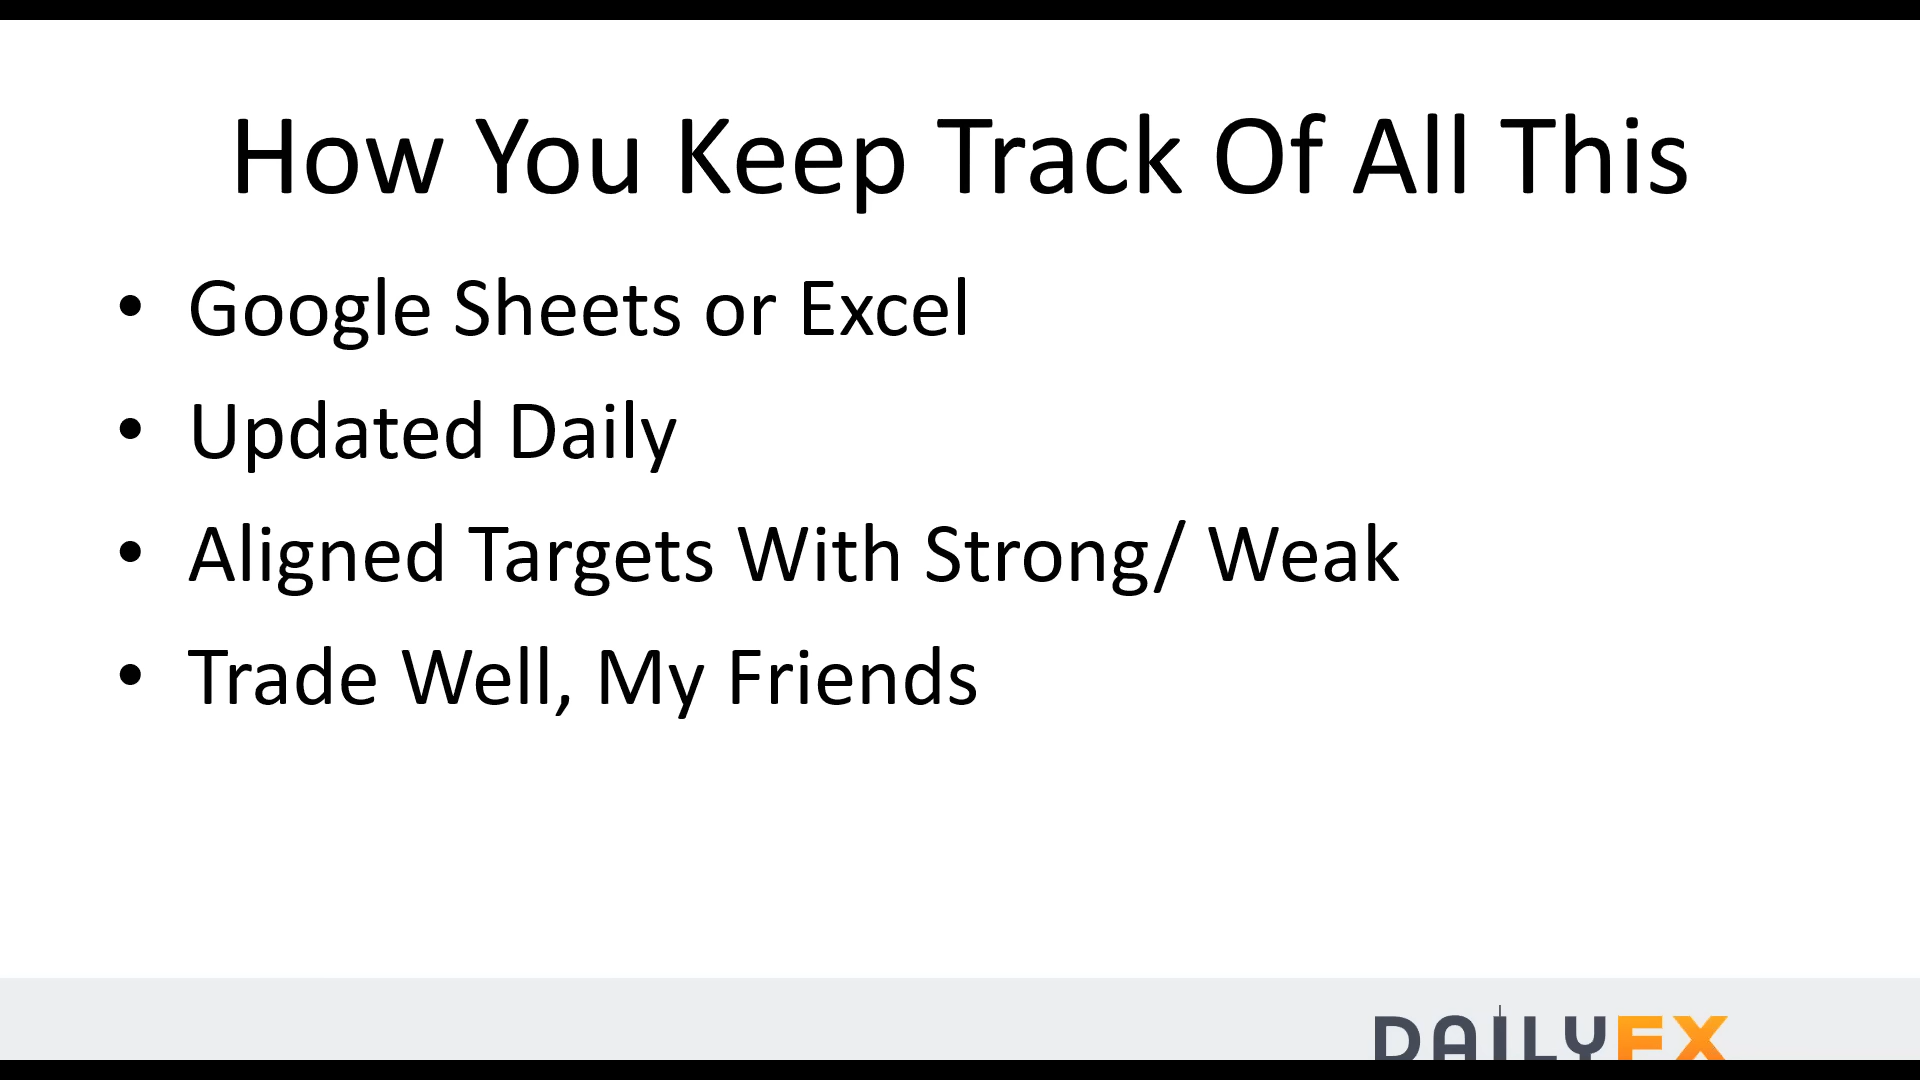 How You Keep Track Of All This
• Google Sheets or Excel
• Updated Daily
• Aligned Targets With Strong/ Weak
• Trade Well, My Friends
DAILYFX